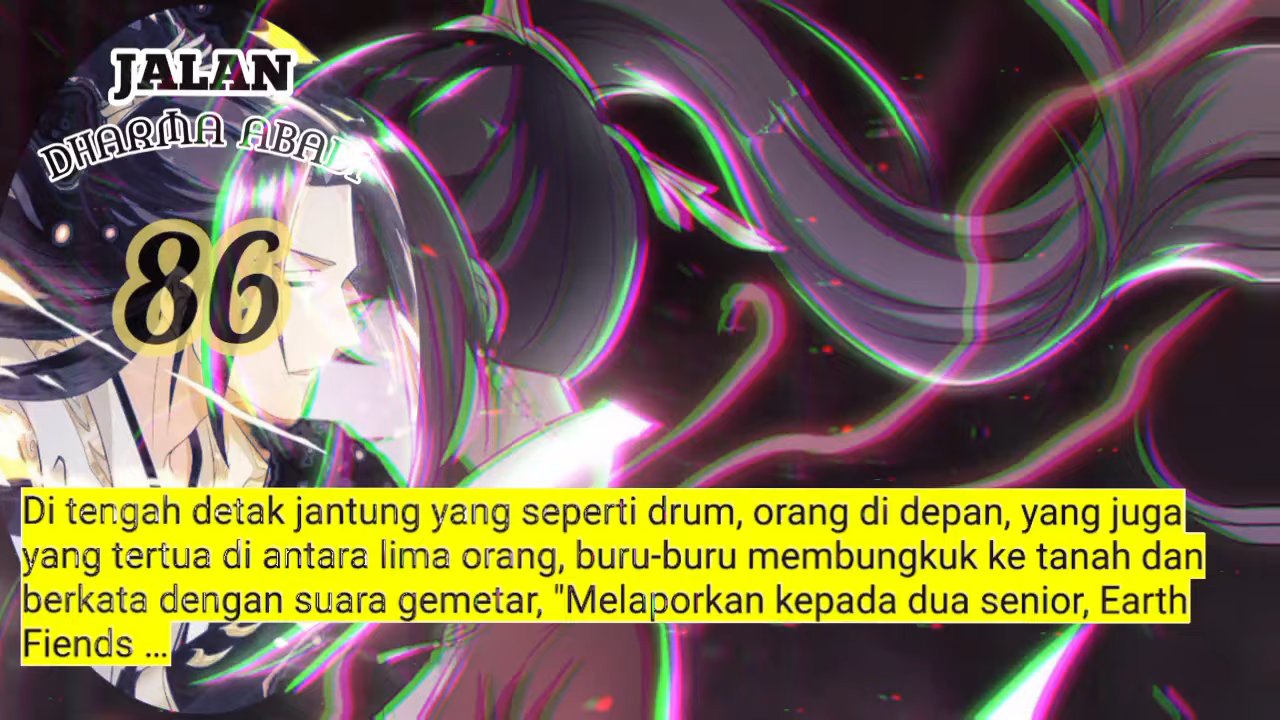 JALAN
DHARMA ABADI
86
Di tengah detak jantung yang seperti drum, orang di depan, yang juga
yang tertua di antara lima orang, buru-buru membungkuk ke tanah dan
berkata dengan suara gemetar, "Melaporkan kepada dua senior, Earth
Fiends ...